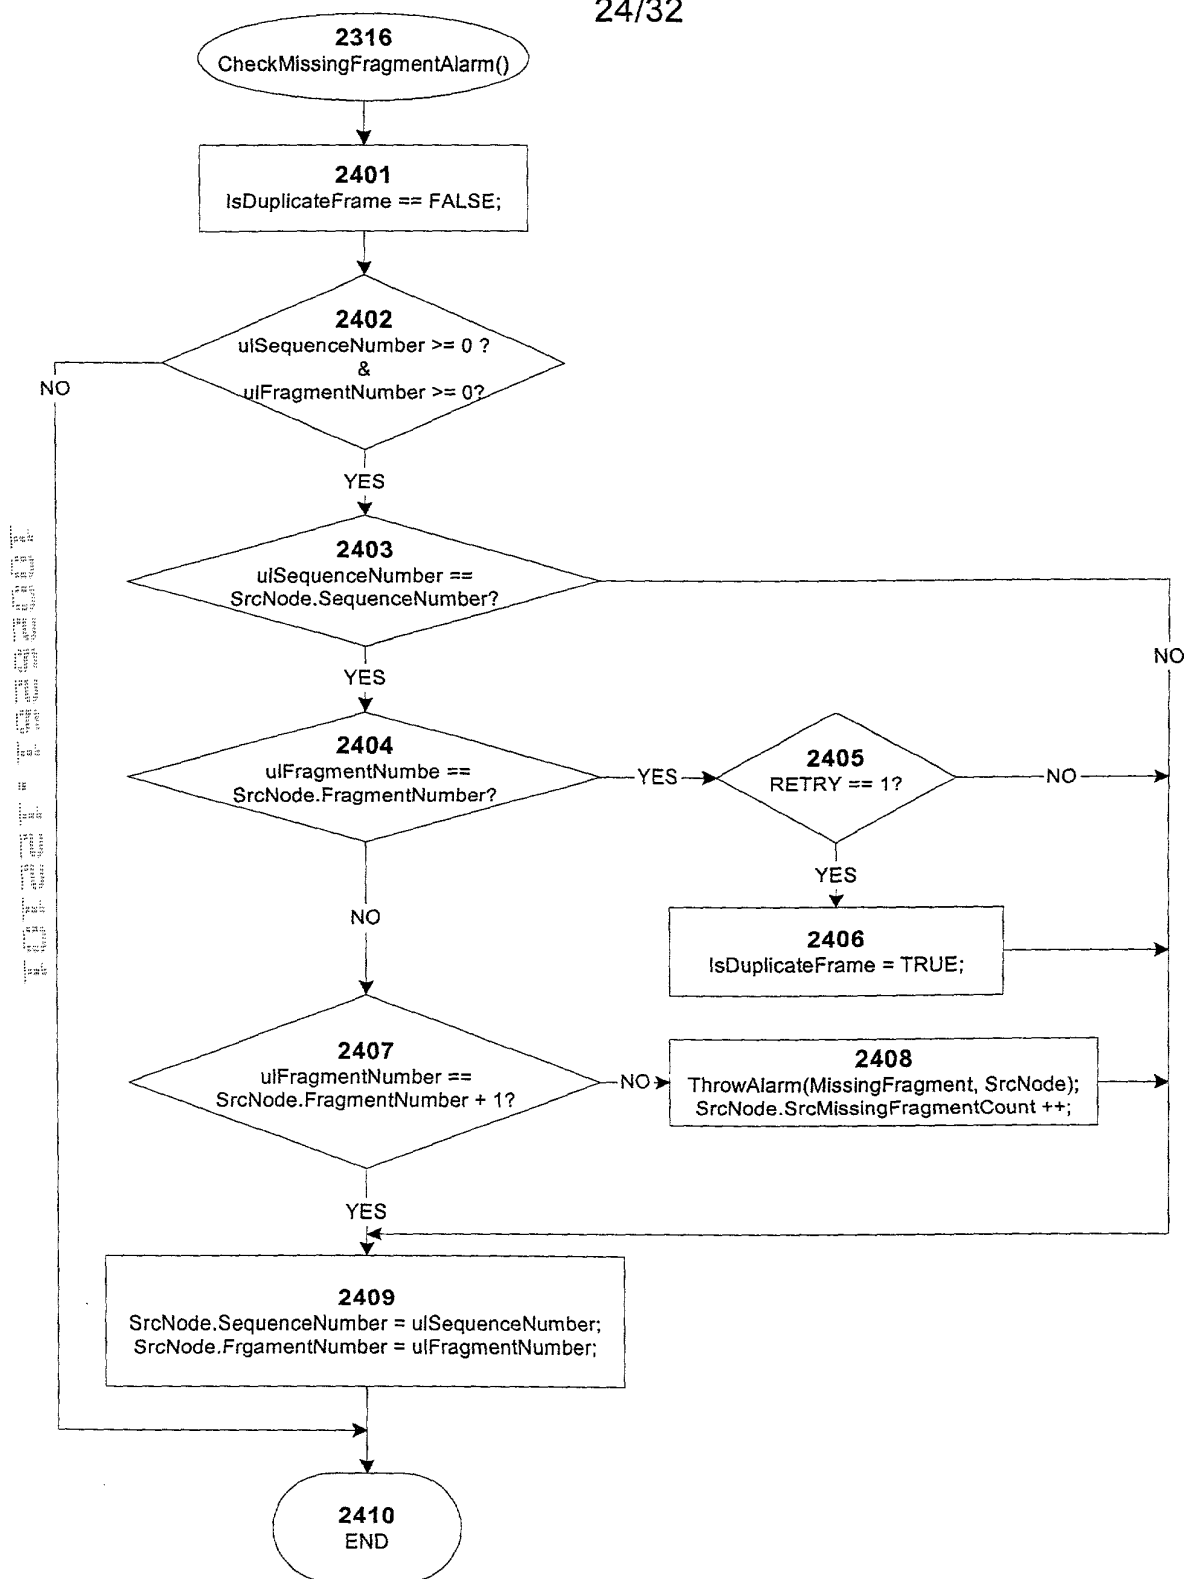 24/32
2316
CheckMissingFragmentAlarm()
2401
IsDuplicateFrame == FALSE;
2402
ulSequenceNumber >= 0 ?
&
ulFragmentNumber >= 0?
NO
YES
2403
ulSequenceNumber ==
SrcNode.SequenceNumber?
NO
YES
2404
ulFragmentNumbe ==
SrcNode.FragmentNumber?
YES
2405
RETRY == 1?
NO
YES
NO
2406
IsDuplicateFrame = TRUE;
2407
ulFragmentNumber ==
SrcNode.FragmentNumber + 1?
NO
2408
ThrowAlarm(MissingFragment, SrcNode);
SrcNode.SrcMissingFragmentCount ++;
YES
2409
SrcNode.SequenceNumber = ulSequenceNumber;
SrcNode.FrgamentNumber = ulFragmentNumber;
2410
END